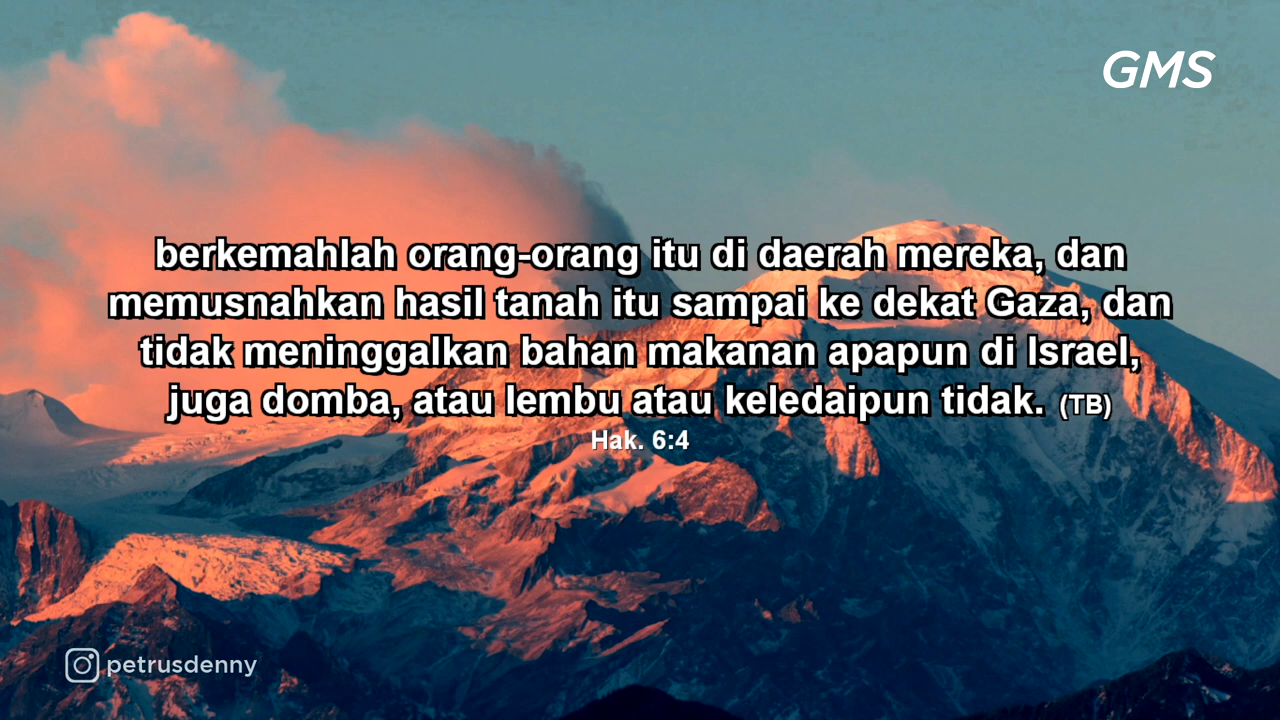 GMS
berkemahlah orang-orang itu di daerah mereka, dan
memusnahkan hasil tanah itu sampai ke dekat Gaza, dan
tidak meninggalkan bahan makanan apapun di Israel,
juga domba, atau lembu atau keledaipun tidak. (TB)
Hak. 6:4
petrusdenny